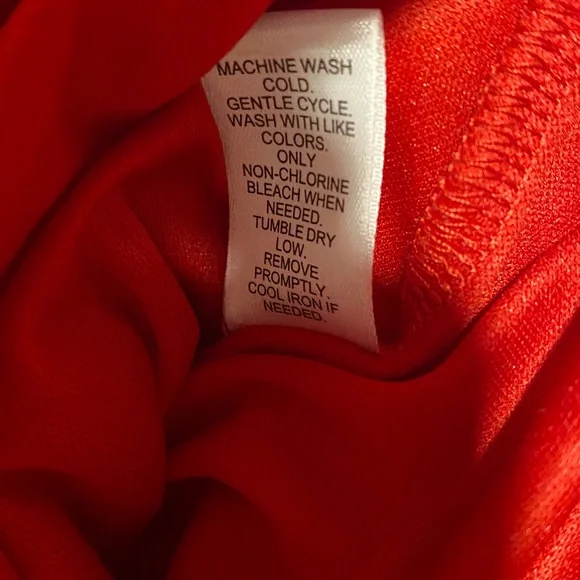 MACHINE WASH
COLD.
GENTLE CYCLE.
WASH WITH LIKE
COLORS.
ONLY
NON-CHLORINE
BLEACH WHEN
NEEDED.
TUMBLE DRY
LOW.
REMOVE
PROMPTLY.
COOL IRON IF
NEEDED.